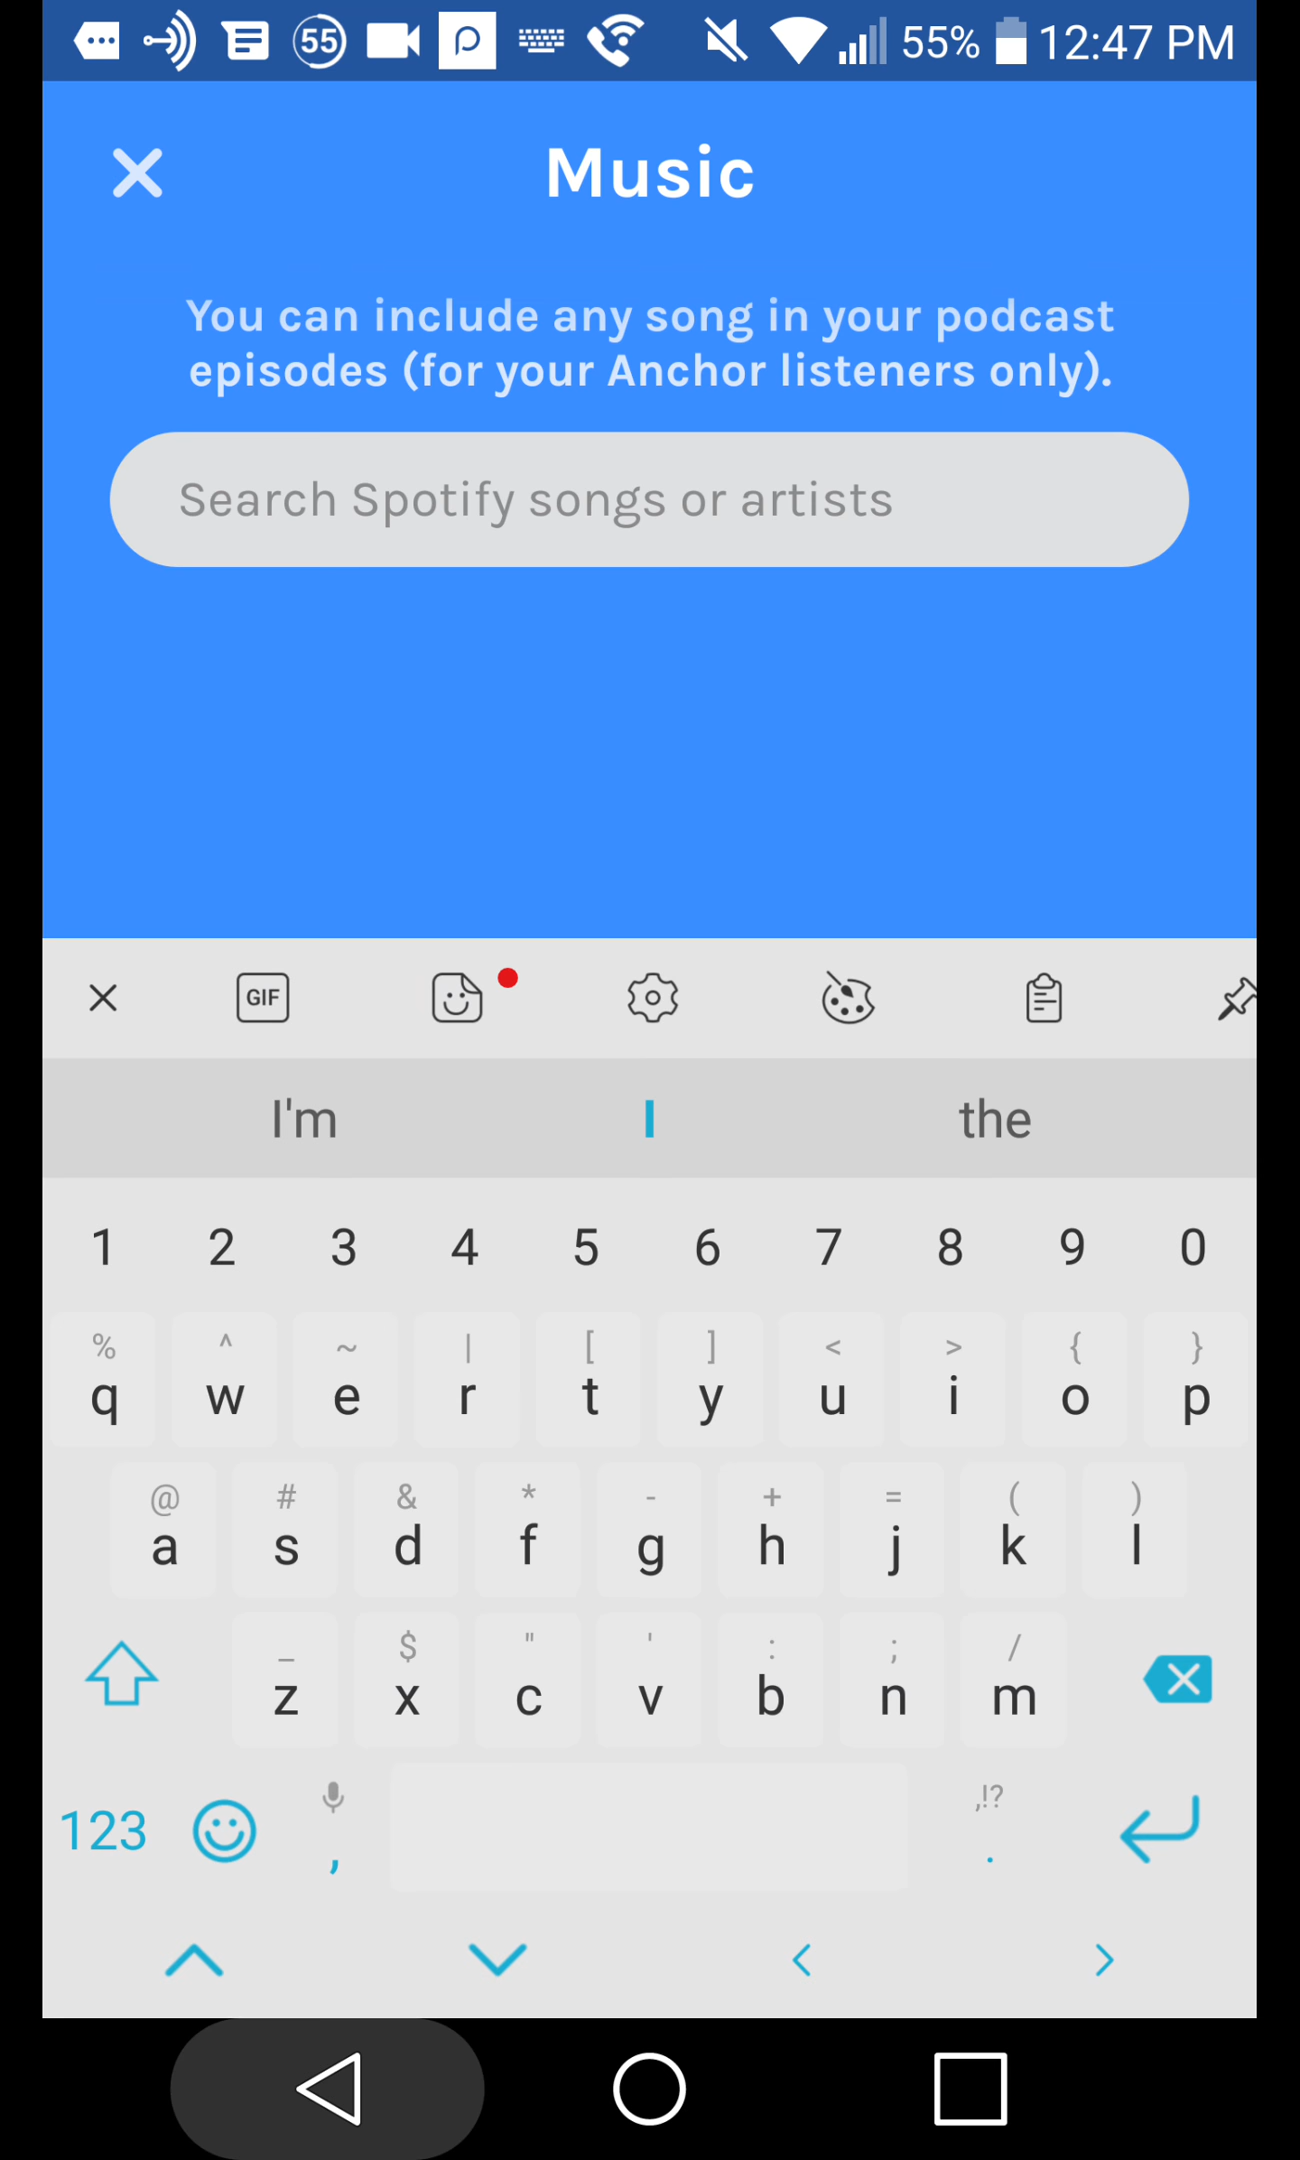 55 55% 12:47 PM
Music
You can include any song in your podcast
episodes (for your Anchor listeners only).
Search Spotify songs or artists
GIF
I'm I the
1 2 3 4 5 6 7 8 9 0
% ^ ~ | [ ] < > { }
q w e r t y u i o p
@ # & * - + = ( )
a s d f g h j k l
_ $ " ' : ; /
z x c v b n m
,!?
123 , .